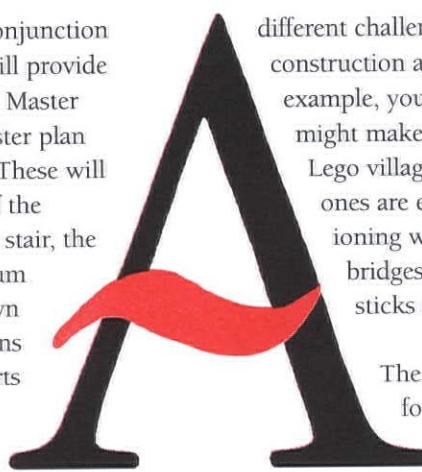 onjunction
ill provide
Master
ster plan
These will
the
stair, the
um
wn
ns
rts
A
different challen
construction a
example, you
might make
Lego villag
ones are e
ioning w
bridges
sticks
The
fo